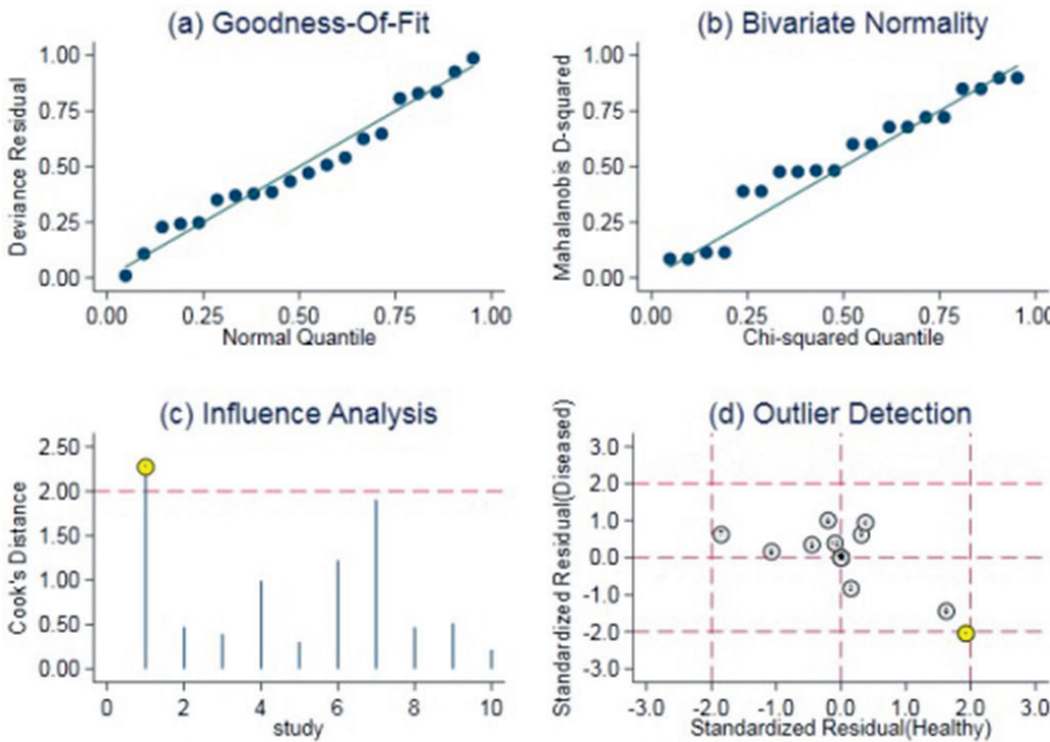 (a) Goodness-Of-Fit
Deviance Residual
1.00
0.75
0.50
0.25
0.00
0.00 0.25 0.50 0.75 1.00
Normal Quantile
(b) Bivariate Normality
Mahalanobis D-squared
1.00
0.75
0.50
0.25
0.00
0.00 0.25 0.50 0.75 1.00
Chi-squared Quantile
(c) Influence Analysis
Cook's Distance
2.50
2.00
1.50
1.00
0.50
0.00
0 2 4 6 8 10
study
(d) Outlier Detection
Standardized Residual(Diseased)
3.0
2.0
1.0
0.0
-1.0
-2.0
-3.0
-3.0 -2.0 -1.0 0.0 1.0 2.0 3.0
Standardized Residual(Healthy)